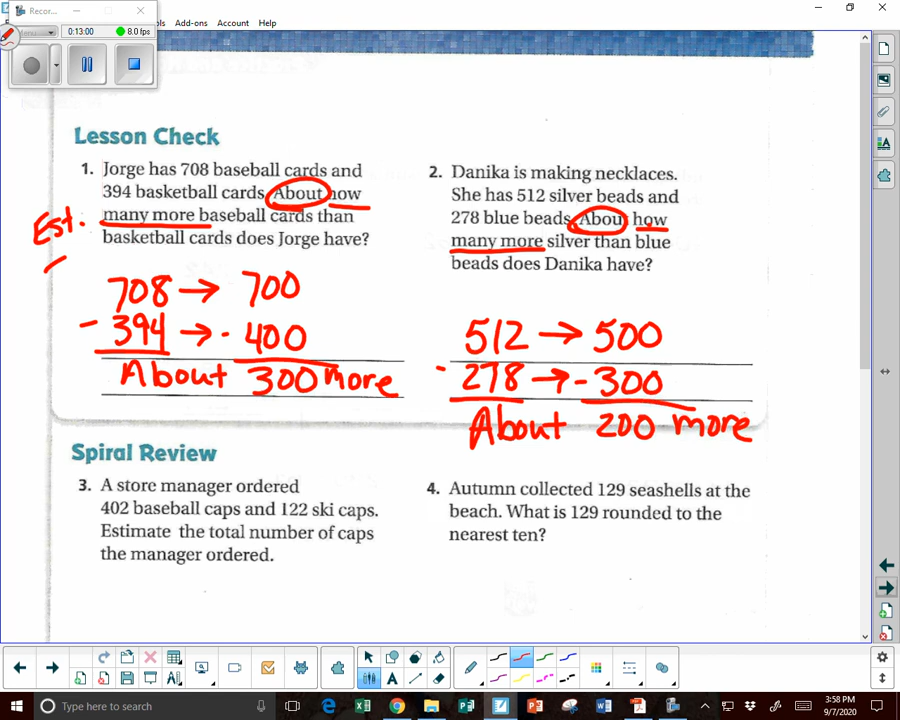 Recor...
Menu
0:13:00
8.0 fps
ols Add-ons Account Help
Lesson Check
1. Jorge has 708 baseball cards and
394 basketball cards. About how
many more baseball cards than
basketball cards does Jorge have?
Est.
708 → 700
- 394 → - 400
About 300 more
2. Danika is making necklaces.
She has 512 silver beads and
278 blue beads. About how
many more silver than blue
beads does Danika have?
512 → 500
- 278 → - 300
About 200 more
Spiral Review
3. A store manager ordered
402 baseball caps and 122 ski caps.
Estimate the total number of caps
the manager ordered.
4. Autumn collected 129 seashells at the
beach. What is 129 rounded to the
nearest ten?
Type here to search
3:58 PM
9/7/2020